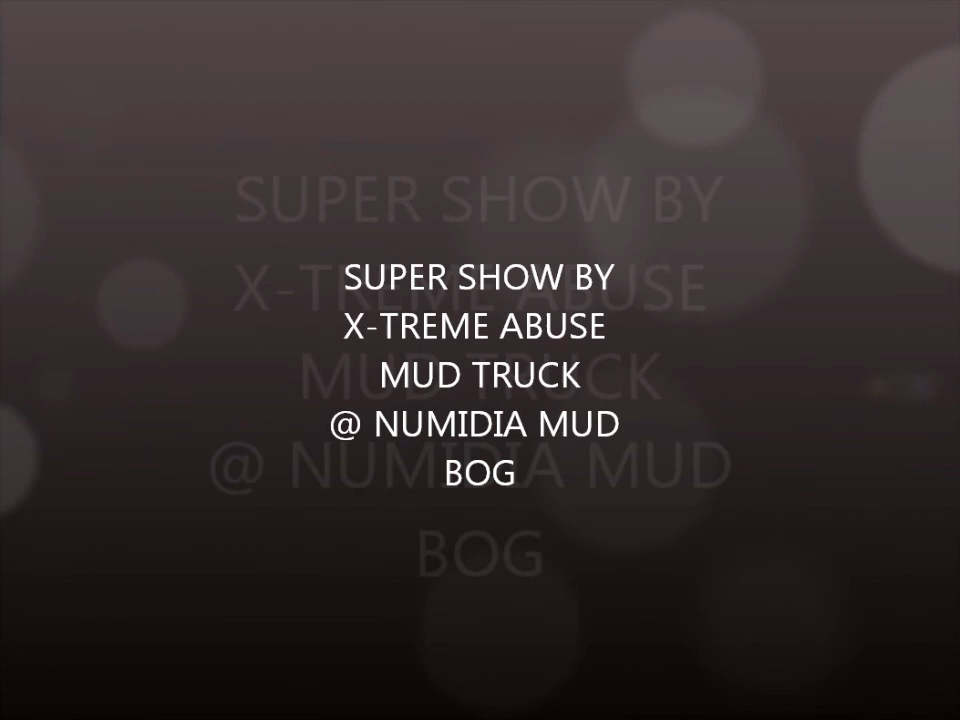 SUPER SHOW BY
X-TREME ABUSE
MUD TRUCK
@ NUMIDIA MUD
BOG